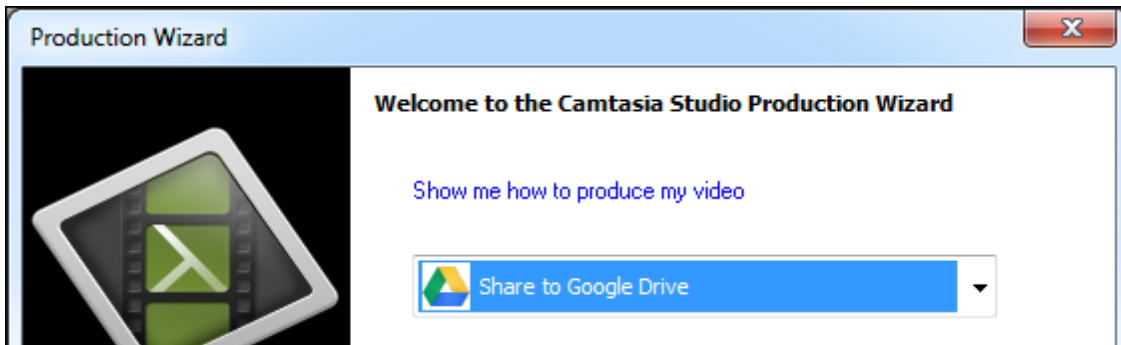 Production Wizard
Welcome to the Camtasia Studio Production Wizard
Show me how to produce my video
Share to Google Drive